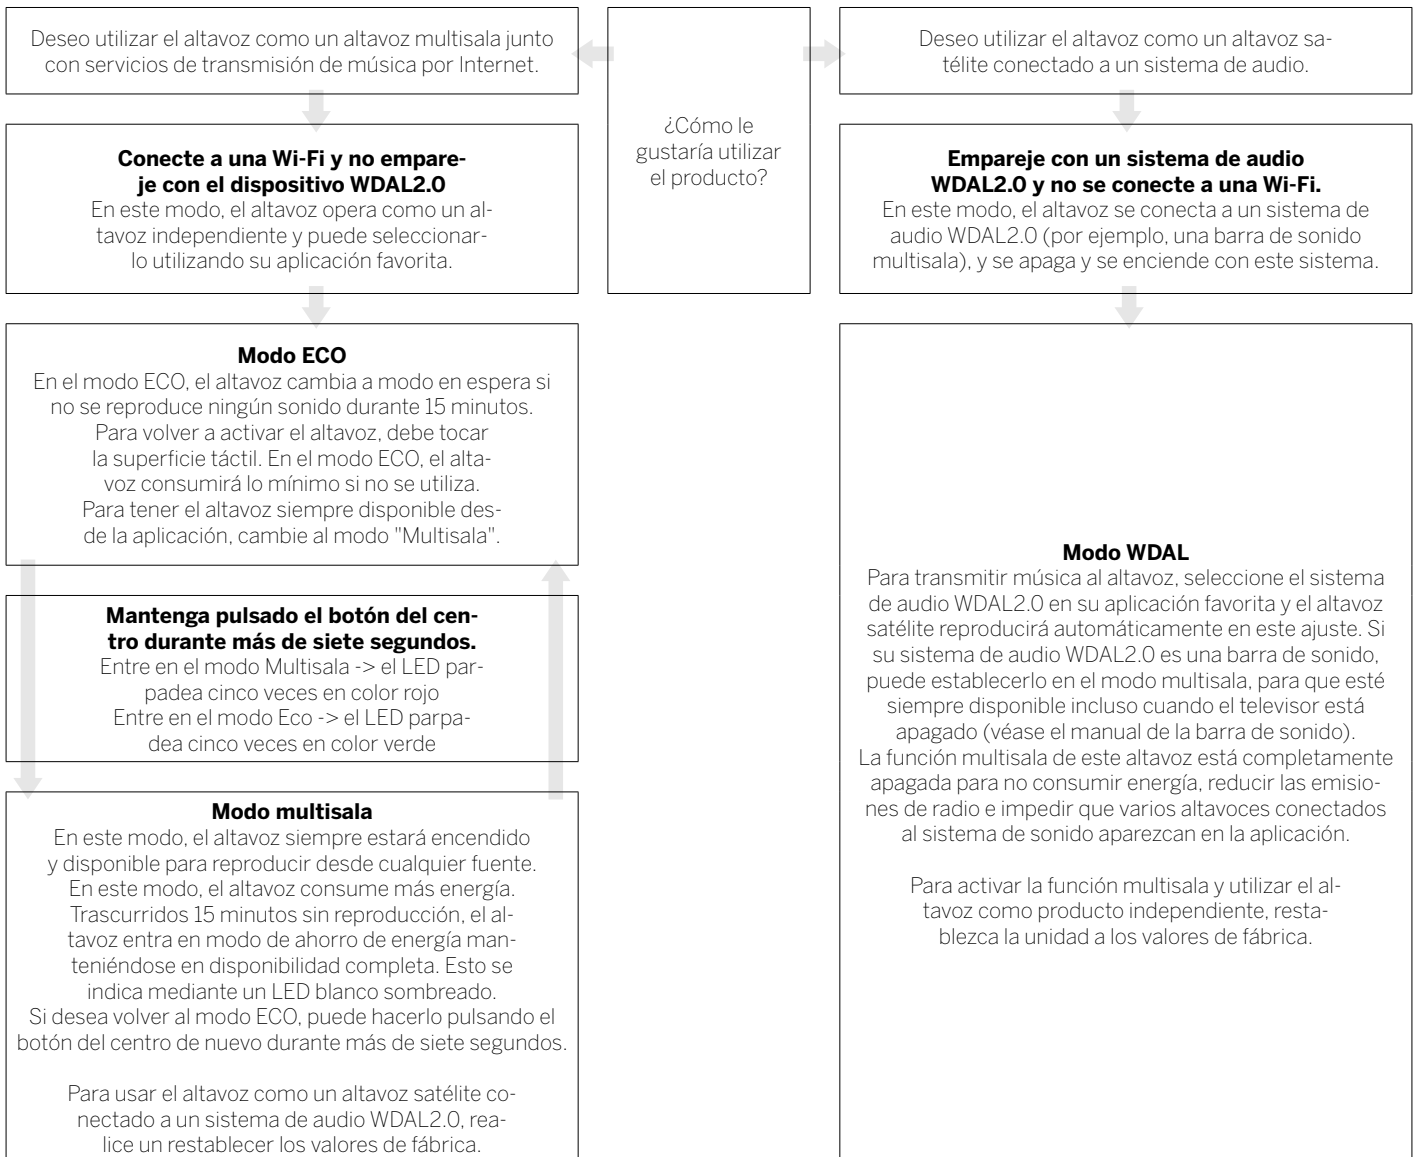 Deseo utilizar el altavoz como un altavoz multisala junto
con servicios de transmisión de música por Internet.
Conecte a una Wi-Fi y no empare-
je con el dispositivo WDAL2.0
En este modo, el altavoz opera como un al-
tavoz independiente y puede seleccionar-
lo utilizando su aplicación favorita.
Modo ECO
En el modo ECO, el altavoz cambia a modo en espera si
no se reproduce ningún sonido durante 15 minutos.
Para volver a activar el altavoz, debe tocar
la superficie táctil. En el modo ECO, el alta-
voz consumirá lo mínimo si no se utiliza.
Para tener el altavoz siempre disponible des-
de la aplicación, cambie al modo "Multisala".
Mantenga pulsado el botón del cen-
tro durante más de siete segundos.
Entre en el modo Multisala -> el LED par-
padea cinco veces en color rojo
Entre en el modo Eco -> el LED parpa-
dea cinco veces en color verde
Modo multisala
En este modo, el altavoz siempre estará encendido
y disponible para reproducir desde cualquier fuente.
En este modo, el altavoz consume más energía.
Trascurridos 15 minutos sin reproducción, el al-
tavoz entra en modo de ahorro de energía man-
teniéndose en disponibilidad completa. Esto se
indica mediante un LED blanco sombreado.
Si desea volver al modo ECO, puede hacerlo pulsando el
botón del centro de nuevo durante más de siete segundos.
Para usar el altavoz como un altavoz satélite co-
nectado a un sistema de audio WDAL2.0, rea-
lice un restablecer los valores de fábrica.
¿Cómo le
gustaría utilizar
el producto?
Deseo utilizar el altavoz como un altavoz sa-
télite conectado a un sistema de audio.
Empareje con un sistema de audio
WDAL2.0 y no se conecte a una Wi-Fi.
En este modo, el altavoz se conecta a un sistema de
audio WDAL2.0 (por ejemplo, una barra de sonido
multisala), y se apaga y se enciende con este sistema.
Modo WDAL
Para transmitir música al altavoz, seleccione el sistema
de audio WDAL2.0 en su aplicación favorita y el altavoz
satélite reproducirá automáticamente en este ajuste. Si
su sistema de audio WDAL2.0 es una barra de sonido,
puede establecerlo en el modo multisala, para que esté
siempre disponible incluso cuando el televisor está
apagado (véase el manual de la barra de sonido).
La función multisala de este altavoz está completamente
apagada para no consumir energía, reducir las emisio-
nes de radio e impedir que varios altavoces conectados
al sistema de sonido aparezcan en la aplicación.
Para activar la función multisala y utilizar el al-
tavoz como producto independiente, resta-
blezca la unidad a los valores de fábrica.